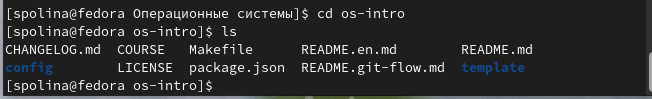 [spolina@fedora Операционные системы]$ cd os-intro
[spolina@fedora os-intro]$ ls
CHANGELOG.md  COURSE   Makefile      README.en.md        README.md
config        LICENSE  package.json  README.git-flow.md  template
[spolina@fedora os-intro]$